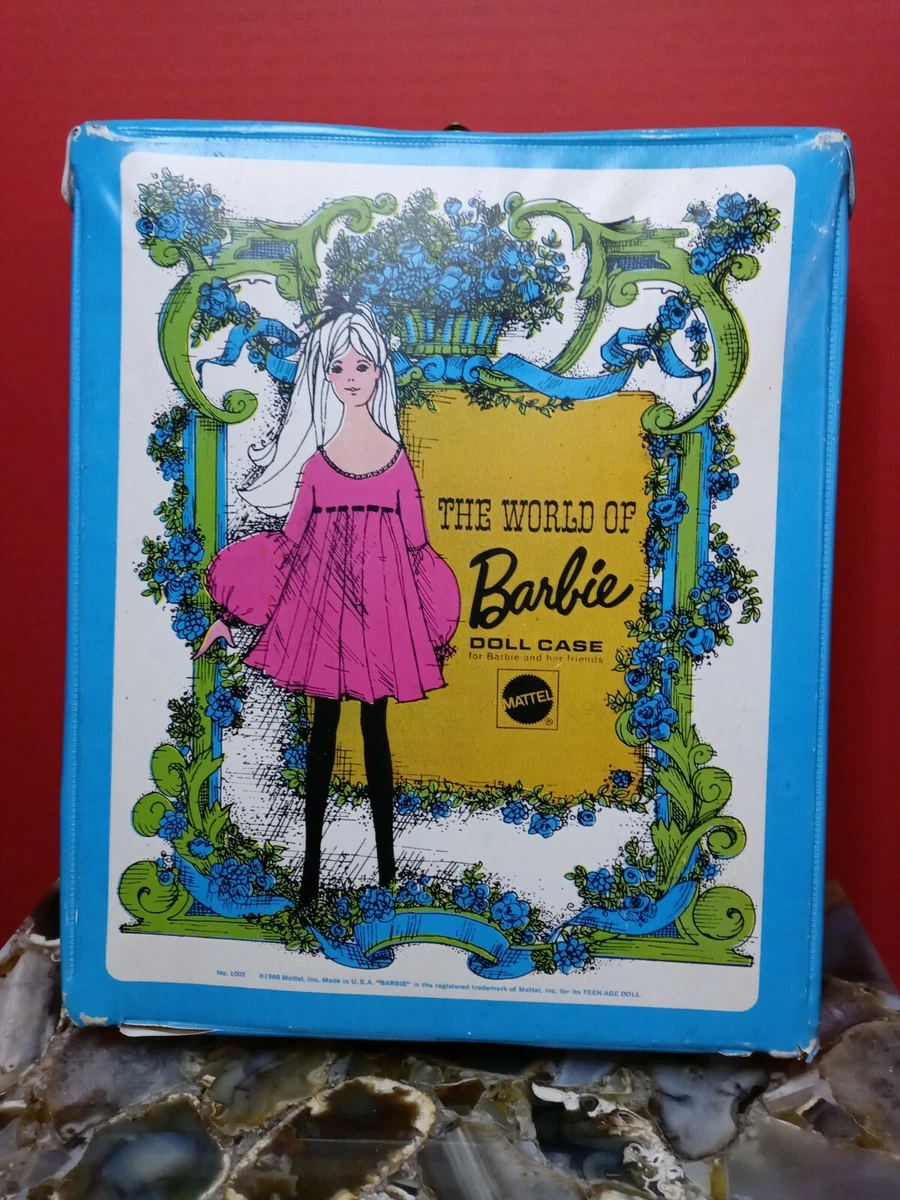 THE WORLD OF
Barbie
DOLL CASE
for Barbie and her friends
MATTEL
®
No. 1002 ©1968 Mattel, Inc. Made in U.S.A. "BARBIE" is the registered trademark of Mattel, Inc. for its TEEN-AGE DOLL.